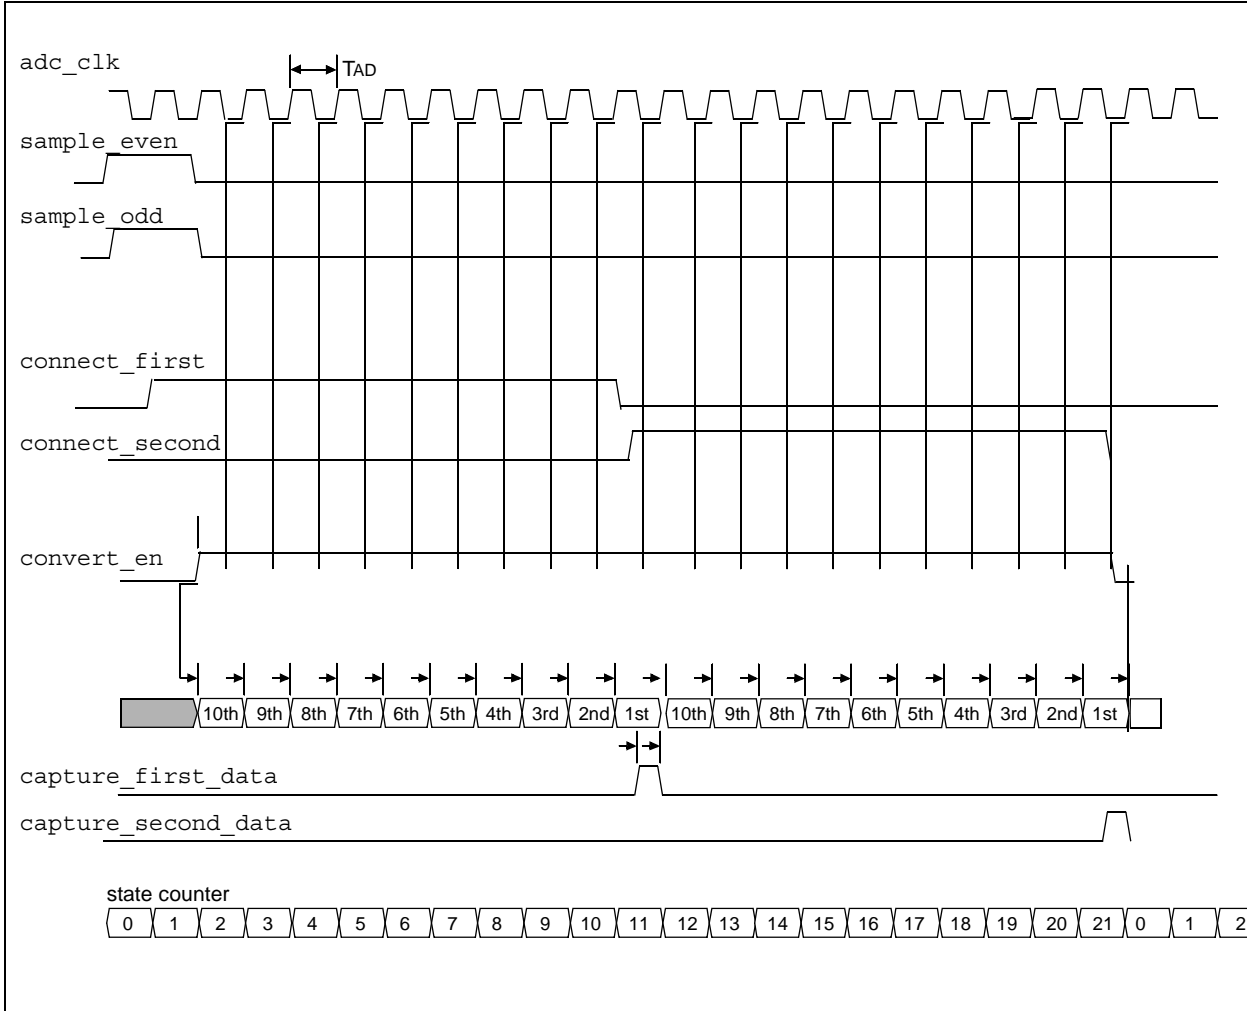 adc_clk
TAD
sample_even
sample_odd
connect_first
connect_second
convert_en
10th 9th 8th 7th 6th 5th 4th 3rd 2nd 1st 10th 9th 8th 7th 6th 5th 4th 3rd 2nd 1st
capture_first_data
capture_second_data
state counter
0 1 2 3 4 5 6 7 8 9 10 11 12 13 14 15 16 17 18 19 20 21 0 1 2